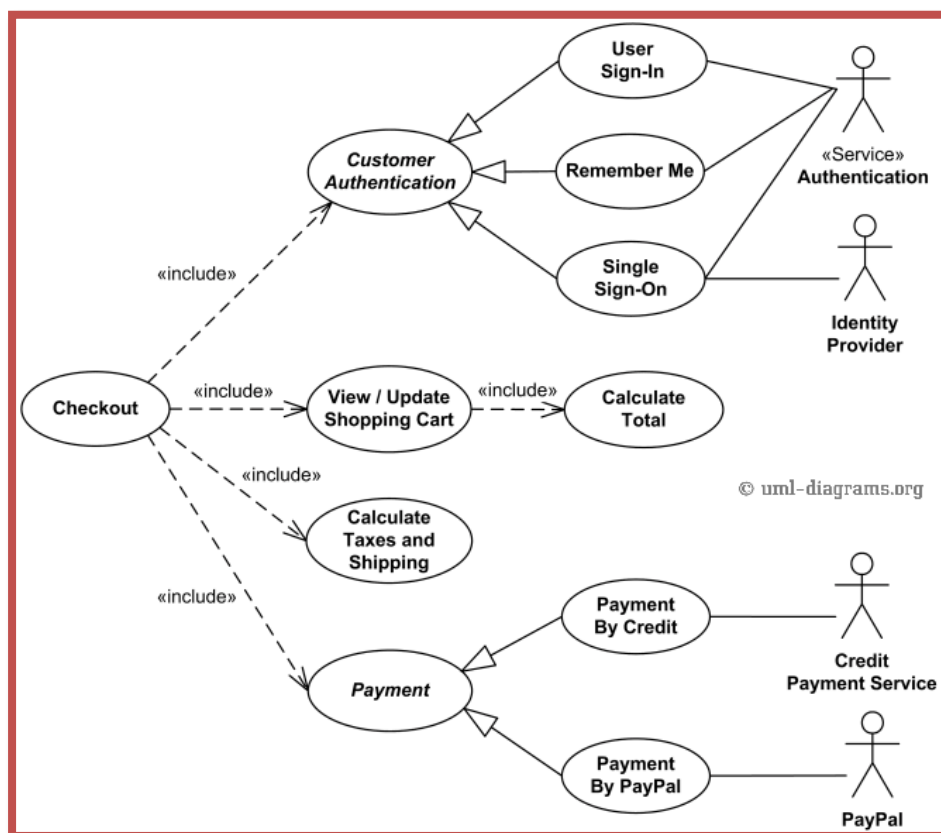 User
Sign-In
«Service»
Authentication
Customer
Authentication
Remember Me
Single
Sign-On
Identity
Provider
«include»
Checkout
«include»
View / Update
Shopping Cart
«include»
Calculate
Total
«include»
Calculate
Taxes and
Shipping
© uml-diagrams.org
«include»
Payment
Payment
By Credit
Credit
Payment Service
Payment
By PayPal
PayPal